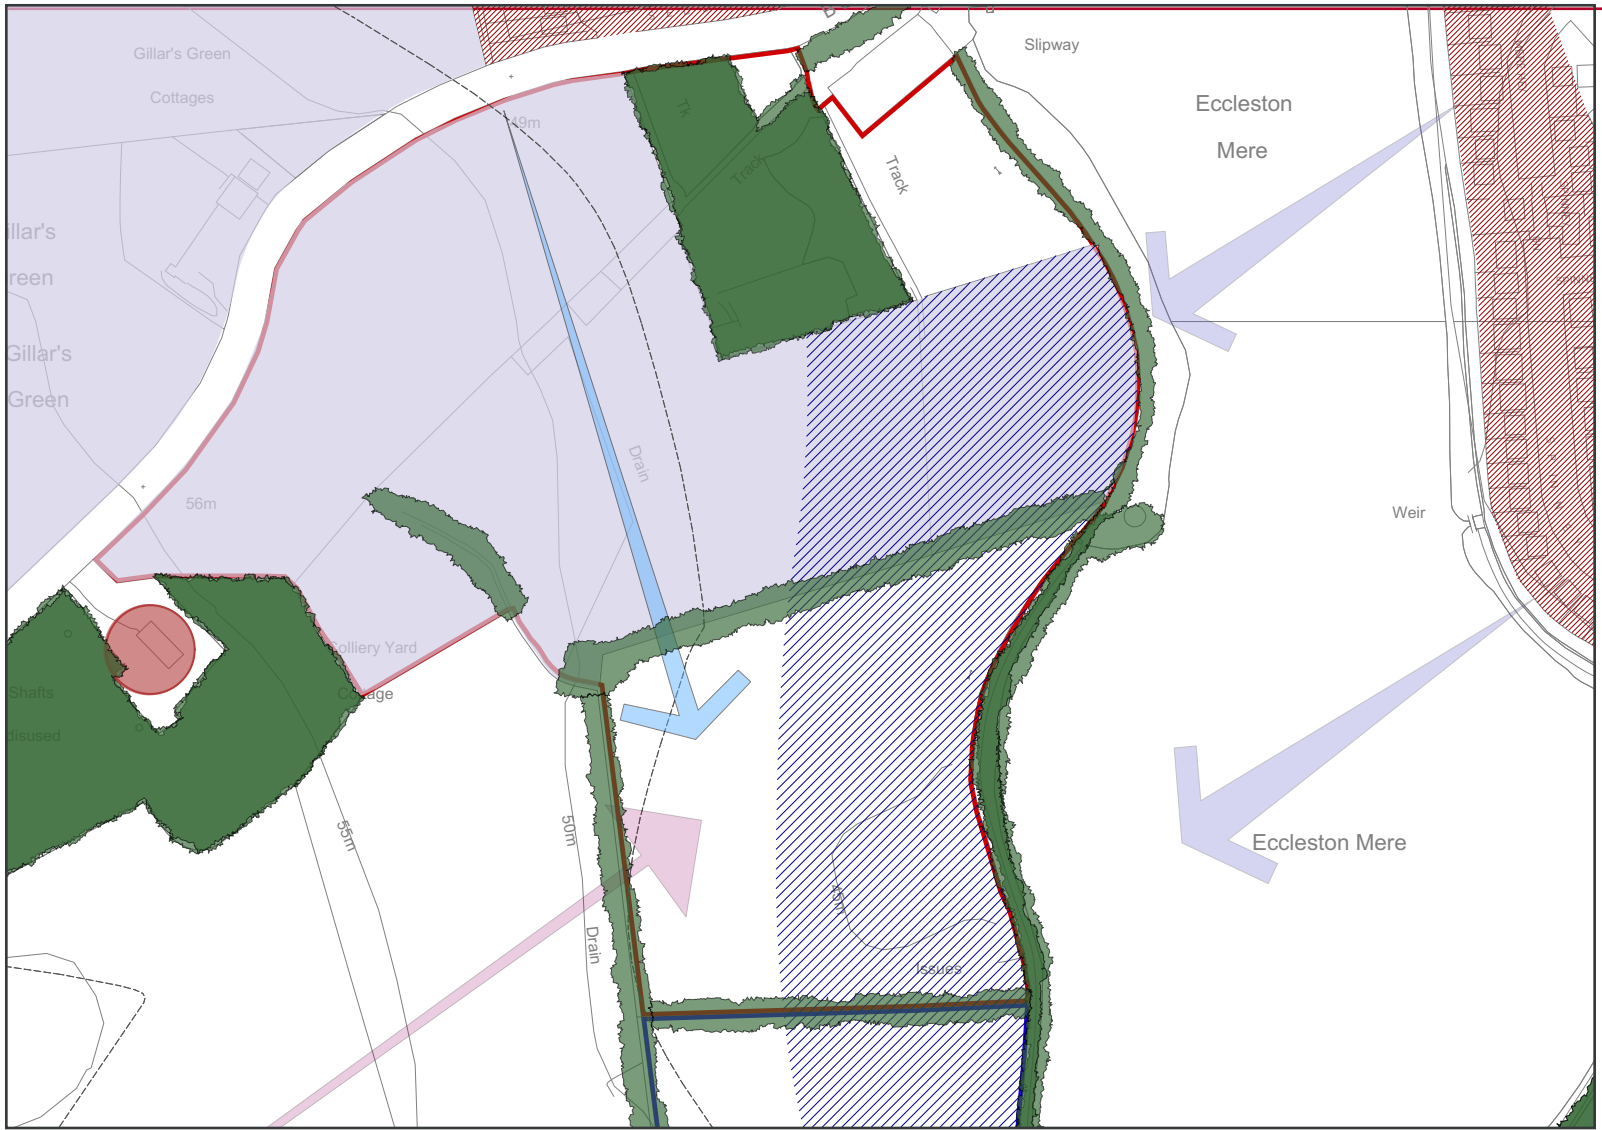 Gillar's Green
Cottages
Slipway
Eccleston
Mere
49m
Tk
Track
Track
illar's
reen
Gillar's
Green
Drain
56m
Weir
Colliery Yard
Cottage
Shafts
disused
55m
50m
Eccleston Mere
45m
Drain
Issues